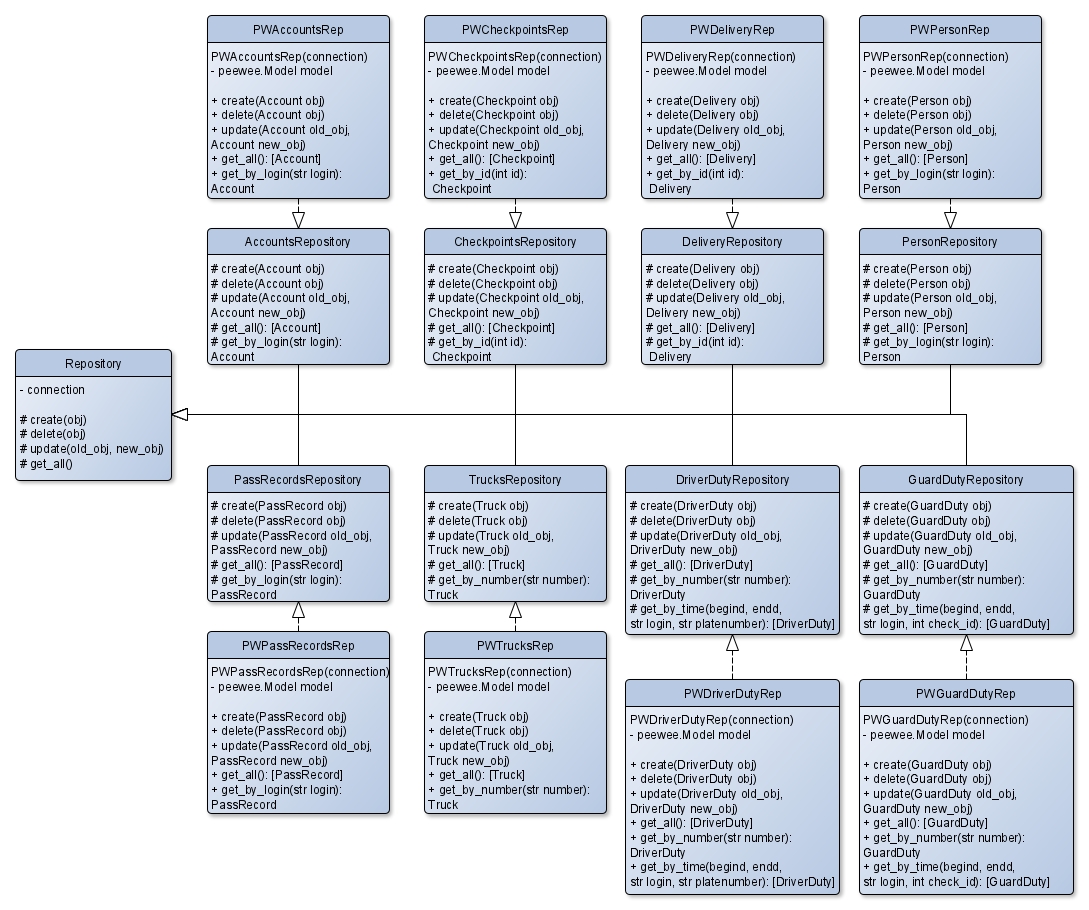 PWAccountsRep
PWAccountsRep(connection)
- peewee.Model model
+ create(Account obj)
+ delete(Account obj)
+ update(Account old_obj,
Account new_obj)
+ get_all(): [Account]
+ get_by_login(str login):
Account
PWCheckpointsRep
PWCheckpointsRep(connection)
- peewee.Model model
+ create(Checkpoint obj)
+ delete(Checkpoint obj)
+ update(Checkpoint old_obj,
Checkpoint new_obj)
+ get_all(): [Checkpoint]
+ get_by_id(int id):
Checkpoint
PWDeliveryRep
PWDeliveryRep(connection)
- peewee.Model model
+ create(Delivery obj)
+ delete(Delivery obj)
+ update(Delivery old_obj,
Delivery new_obj)
+ get_all(): [Delivery]
+ get_by_id(int id):
Delivery
PWPersonRep
PWPersonRep(connection)
- peewee.Model model
+ create(Person obj)
+ delete(Person obj)
+ update(Person old_obj,
Person new_obj)
+ get_all(): [Person]
+ get_by_login(str login):
Person
AccountsRepository
# create(Account obj)
# delete(Account obj)
# update(Account old_obj,
Account new_obj)
# get_all(): [Account]
# get_by_login(str login):
Account
CheckpointsRepository
# create(Checkpoint obj)
# delete(Checkpoint obj)
# update(Checkpoint old_obj,
Checkpoint new_obj)
# get_all(): [Checkpoint]
# get_by_id(int id):
Checkpoint
DeliveryRepository
# create(Delivery obj)
# delete(Delivery obj)
# update(Delivery old_obj,
Delivery new_obj)
# get_all(): [Delivery]
# get_by_id(int id):
Delivery
PersonRepository
# create(Person obj)
# delete(Person obj)
# update(Person old_obj,
Person new_obj)
# get_all(): [Person]
# get_by_login(str login):
Person
Repository
- connection
# create(obj)
# delete(obj)
# update(old_obj, new_obj)
# get_all()
PassRecordsRepository
# create(PassRecord obj)
# delete(PassRecord obj)
# update(PassRecord old_obj,
PassRecord new_obj)
# get_all(): [PassRecord]
# get_by_login(str login):
PassRecord
TrucksRepository
# create(Truck obj)
# delete(Truck obj)
# update(Truck old_obj,
Truck new_obj)
# get_all(): [Truck]
# get_by_number(str number):
Truck
DriverDutyRepository
# create(DriverDuty obj)
# delete(DriverDuty obj)
# update(DriverDuty old_obj,
DriverDuty new_obj)
# get_all(): [DriverDuty]
# get_by_number(str number):
DriverDuty
# get_by_time(begind, endd,
str login, str platenumber): [DriverDuty]
GuardDutyRepository
# create(GuardDuty obj)
# delete(GuardDuty obj)
# update(GuardDuty old_obj,
GuardDuty new_obj)
# get_all(): [GuardDuty]
# get_by_number(str number):
GuardDuty
# get_by_time(begind, endd,
str login, int check_id): [GuardDuty]
PWPassRecordsRep
PWPassRecordsRep(connection)
- peewee.Model model
+ create(PassRecord obj)
+ delete(PassRecord obj)
+ update(PassRecord old_obj,
PassRecord new_obj)
+ get_all(): [PassRecord]
+ get_by_login(str login):
PassRecord
PWTrucksRep
PWTrucksRep(connection)
- peewee.Model model
+ create(Truck obj)
+ delete(Truck obj)
+ update(Truck old_obj,
Truck new_obj)
+ get_all(): [Truck]
+ get_by_number(str number):
Truck
PWDriverDutyRep
PWDriverDutyRep(connection)
- peewee.Model model
+ create(DriverDuty obj)
+ delete(DriverDuty obj)
+ update(DriverDuty old_obj,
DriverDuty new_obj)
+ get_all(): [DriverDuty]
+ get_by_number(str number):
DriverDuty
+ get_by_time(begind, endd,
str login, str platenumber): [DriverDuty]
PWGuardDutyRep
PWGuardDutyRep(connection)
- peewee.Model model
+ create(GuardDuty obj)
+ delete(GuardDuty obj)
+ update(GuardDuty old_obj,
GuardDuty new_obj)
+ get_all(): [GuardDuty]
+ get_by_number(str number):
GuardDuty
+ get_by_time(begind, endd,
str login, int check_id): [GuardDuty]